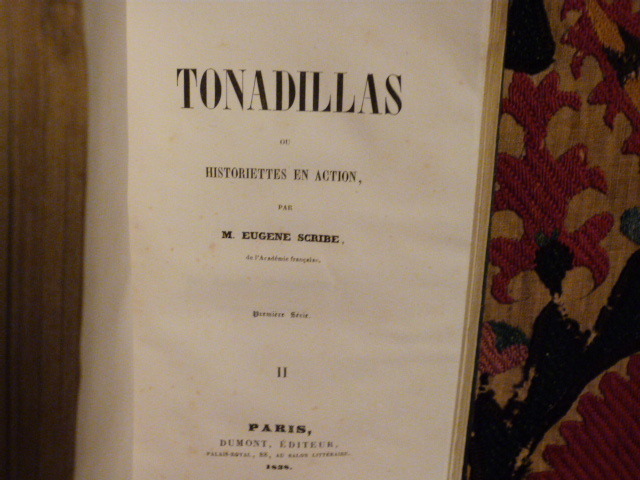 TONADILLAS
OU
HISTORIETTES EN ACTION,
PAR
M. EUGENE SCRIBE,
de l'Académie française.
Première Série.
II
PARIS,
DUMONT, ÉDITEUR,
PALAIS-ROYAL, 88, AU SALON LITTÉRAIRE.
1838.